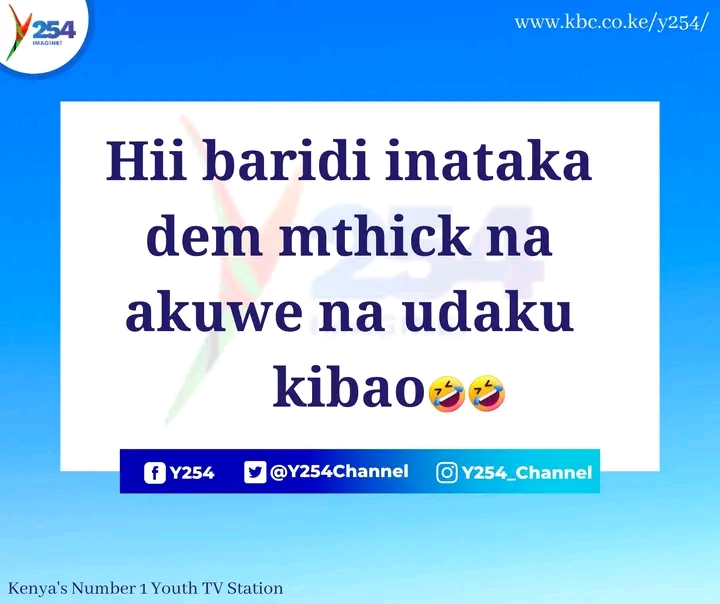 Y254
IMAGINE!
www.kbc.co.ke/y254/
Hii baridi inataka
dem mthick na
akuwe na udaku
kibao🤣🤣
Y254 @Y254Channel Y254_Channel
Kenya's Number 1 Youth TV Station